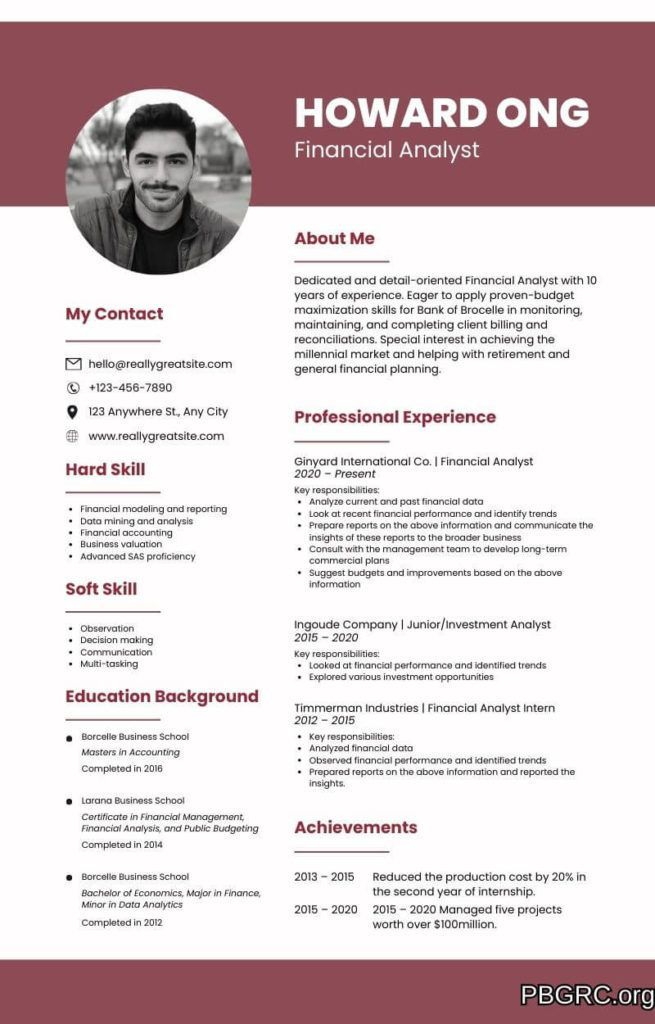 HOWARD ONG
Financial Analyst
My Contact
hello@reallygreatsite.com
+123-456-7890
123 Anywhere St., Any City
www.reallygreatsite.com
Hard Skill
• Financial modeling and reporting
• Data mining and analysis
• Financial accounting
• Business valuation
• Advanced SAS proficiency
Soft Skill
• Observation
• Decision making
• Communication
• Multi-tasking
Education Background
• Borcelle Business School
Masters in Accounting
Completed in 2016
• Larana Business School
Certificate in Financial Management,
Financial Analysis, and Public Budgeting
Completed in 2014
• Borcelle Business School
Bachelor of Economics, Major in Finance,
Minor in Data Analytics
Completed in 2012
About Me
Dedicated and detail-oriented Financial Analyst with 10
years of experience. Eager to apply proven-budget
maximization skills for Bank of Brocelle in monitoring,
maintaining, and completing client billing and
reconciliations. Special interest in achieving the
millennial market and helping with retirement and
general financial planning.
Professional Experience
Ginyard International Co. | Financial Analyst
2020 – Present
Key responsibilities:
• Analyze current and past financial data
• Look at recent financial performance and identify trends
• Prepare reports on the above information and communicate the
insights of these reports to the broader business
• Consult with the management team to develop long-term
commercial plans
• Suggest budgets and improvements based on the above
information
Ingoude Company | Junior/Investment Analyst
2015 – 2020
Key responsibilities:
• Looked at financial performance and identified trends
• Explored various investment opportunities
Timmerman Industries | Financial Analyst Intern
2012 – 2015
• Key responsibilities:
• Analyzed financial data
• Observed financial performance and identified trends
• Prepared reports on the above information and reported the
insights.
Achievements
2013 – 2015 Reduced the production cost by 20% in
the second year of internship.
2015 – 2020 2015 – 2020 Managed five projects
worth over $100million.
PBGRC.org